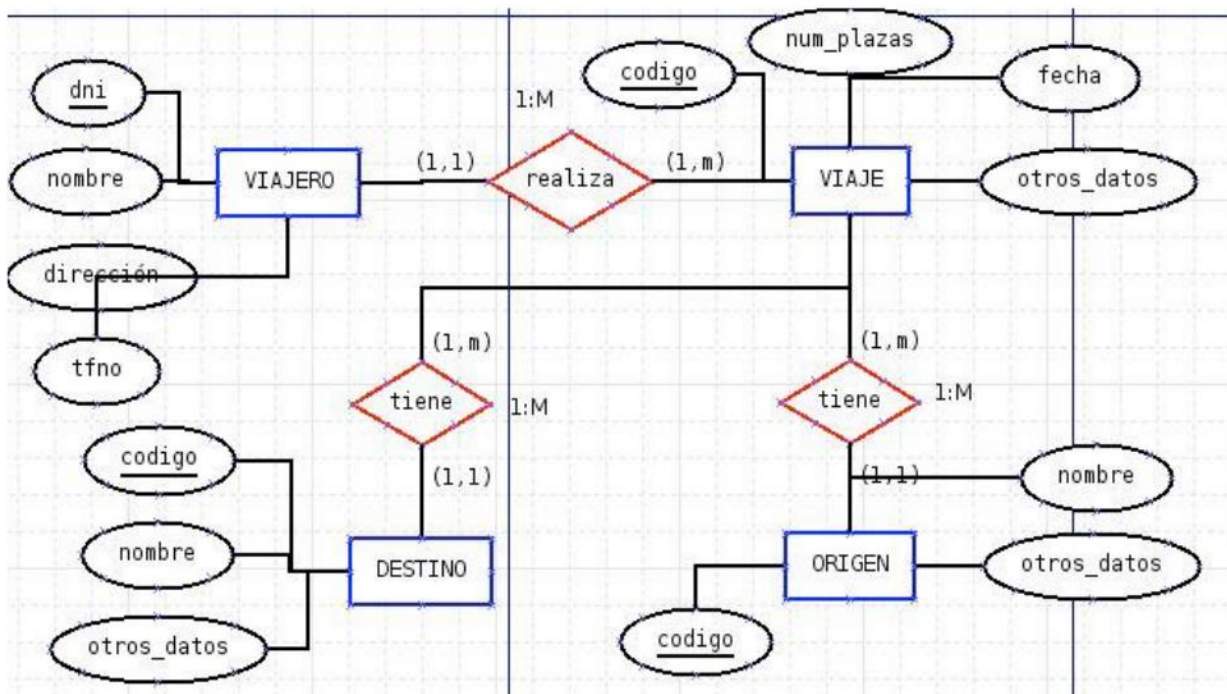 num_plazas
codigo
fecha
dni
1:M
(1,1)
(1,m)
nombre
VIAJERO
realiza
VIAJE
otros_datos
dirección
(1,m)
(1,m)
tfno
tiene
1:M
tiene
1:M
codigo
(1,1)
(1,1)
nombre
nombre
DESTINO
ORIGEN
otros_datos
otros_datos
codigo